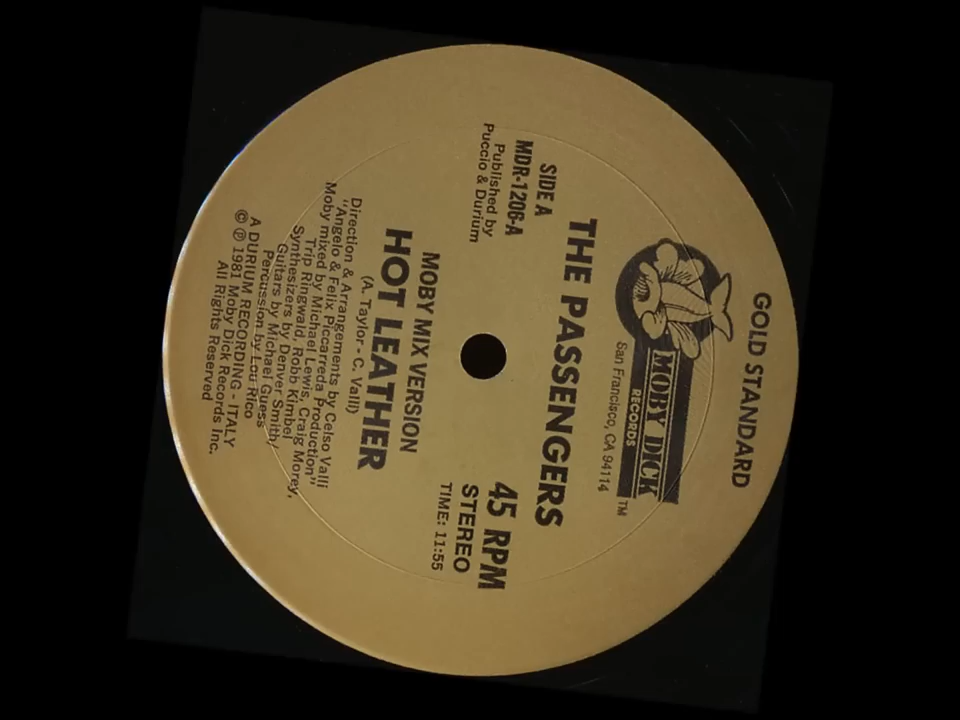 GOLD STANDARD
MOBY DICK
RECORDS
TM
San Francisco, CA 94114
THE PASSENGERS
SIDE A
MDR-1206-A
Published by
Puccio & Durium
45 RPM
STEREO
TIME: 11:55
MOBY MIX VERSION
HOT LEATHER
(A. Taylor - C. Valli)
Direction & Arrangements by Celso Valli
"Angelo & Felix Piccarreda Production"
Moby mixed by Michael Lewis, Craig Morey,
Trip Ringwald, Robb Kimbel
Synthesizers by Denver Smith/
Guitars by Michael Guess
Percussion by Lou Rico
A DURIUM RECORDING - ITALY
© ℗ 1981 Moby Dick Records Inc.
All Rights Reserved